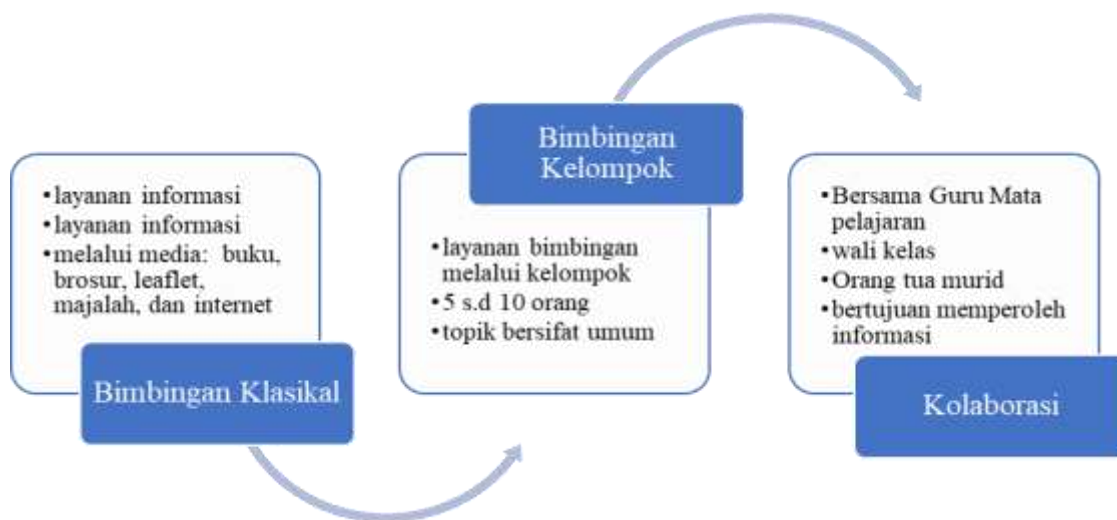 •layanan informasi
•layanan informasi
•melalui media: buku,
brosur, leaflet,
majalah, dan internet
Bimbingan Klasikal
Bimbingan
Kelompok
•layanan bimbingan
melalui kelompok
•5 s.d 10 orang
•topik bersifat umum
•Bersama Guru Mata
pelajaran
•wali kelas
•Orang tua murid
•bertujuan memperoleh
informasi
Kolaborasi